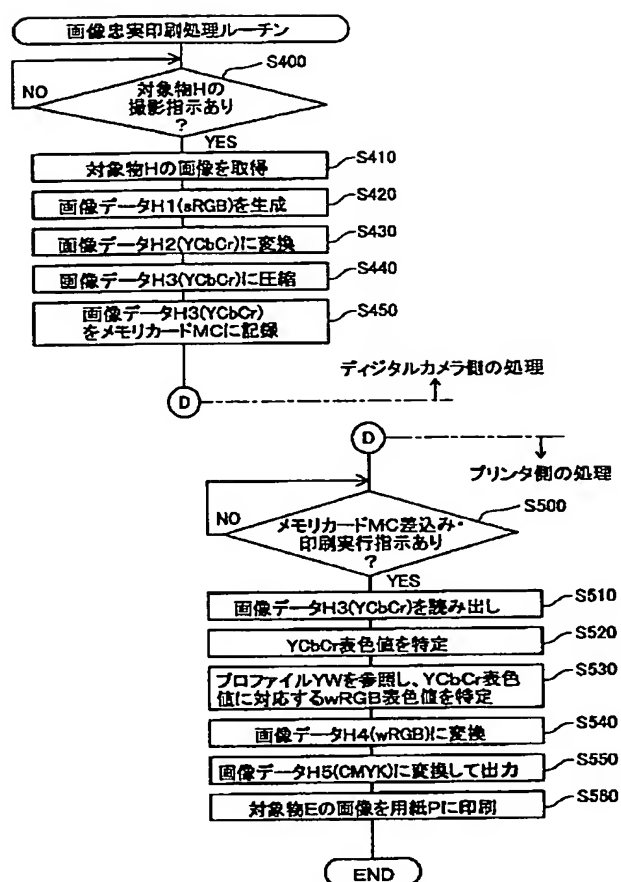 画像忠実印刷処理ルーチン
S400
NO
対象物Hの
撮影指示あり
?
YES
対象物Hの画像を取得
S410
画像データH1(sRGB)を生成
S420
画像データH2(YCbCr)に変換
S430
画像データH3(YCbCr)に圧縮
S440
画像データH3(YCbCr)
をメモリカードMCに記録
S450
ディジタルカメラ側の処理
D
D
プリンタ側の処理
S500
NO
メモリカードMC差込み・
印刷実行指示あり
?
YES
画像データH3(YCbCr)を読み出し
S510
YCbCr表色値を特定
S520
プロファイルYWを参照し、YCbCr表色
値に対応するwRGB表色値を特定
S530
画像データH4(wRGB)に変換
S540
画像データH5(CMYK)に変換して出力
S550
対象物Eの画像を用紙Pに印刷
S560
END